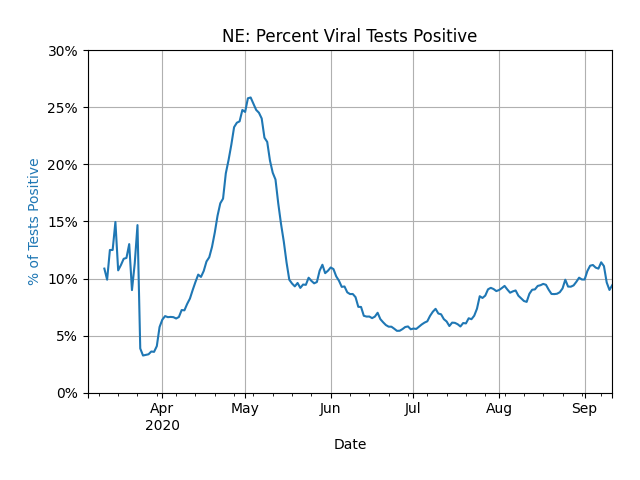 NE: Percent Viral Tests Positive
30%
25%
20%
15%
10%
5%
0%
% of Tests Positive
Apr May Jun Jul Aug Sep
2020
Date